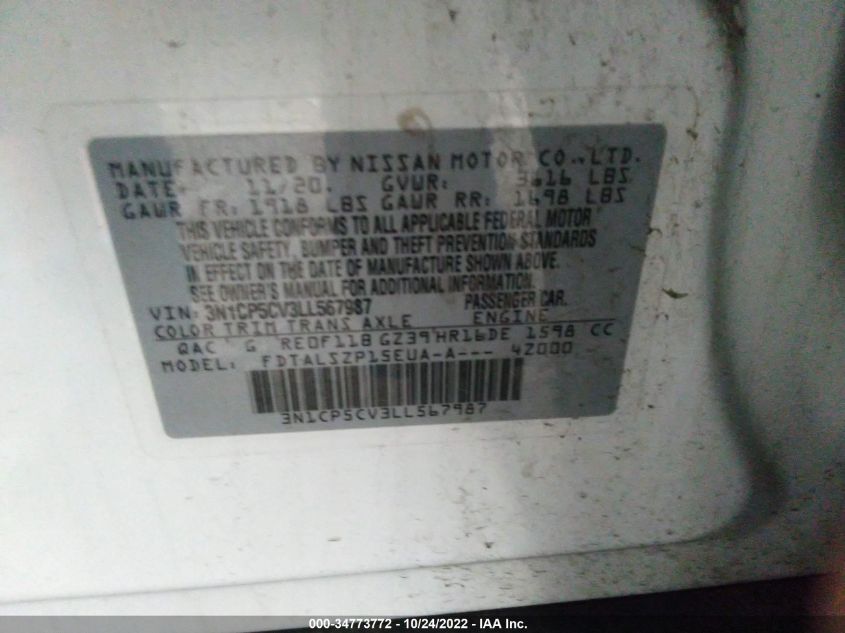 MANUFACTURED BY NISSAN MOTOR CO., LTD.
DATE: 11/20. GVWR: 3616 LBS
GAWR FR: 1918 LBS GAWR RR: 1698 LBS
THIS VEHICLE CONFORMS TO ALL APPLICABLE FEDERAL MOTOR
VEHICLE SAFETY, BUMPER AND THEFT PREVENTION STANDARDS
IN EFFECT ON THE DATE OF MANUFACTURE SHOWN ABOVE.
SEE OWNER'S MANUAL FOR ADDITIONAL INFORMATION.
VIN: 3N1CP5CV3LL567987 PASSENGER CAR.
COLOR TRIM TRANS AXLE ENGINE
QAC G RE0F11B GZ39 HR16DE 1598 CC
MODEL: FDTALSZP15EUA-A--- 42000
3N1CP5CV3LL567987
000-34773772 - 10/24/2022 - IAA Inc.